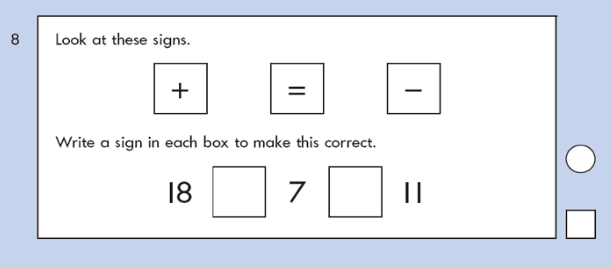 8 Look at these signs.
+ = −
Write a sign in each box to make this correct.
18 7 11